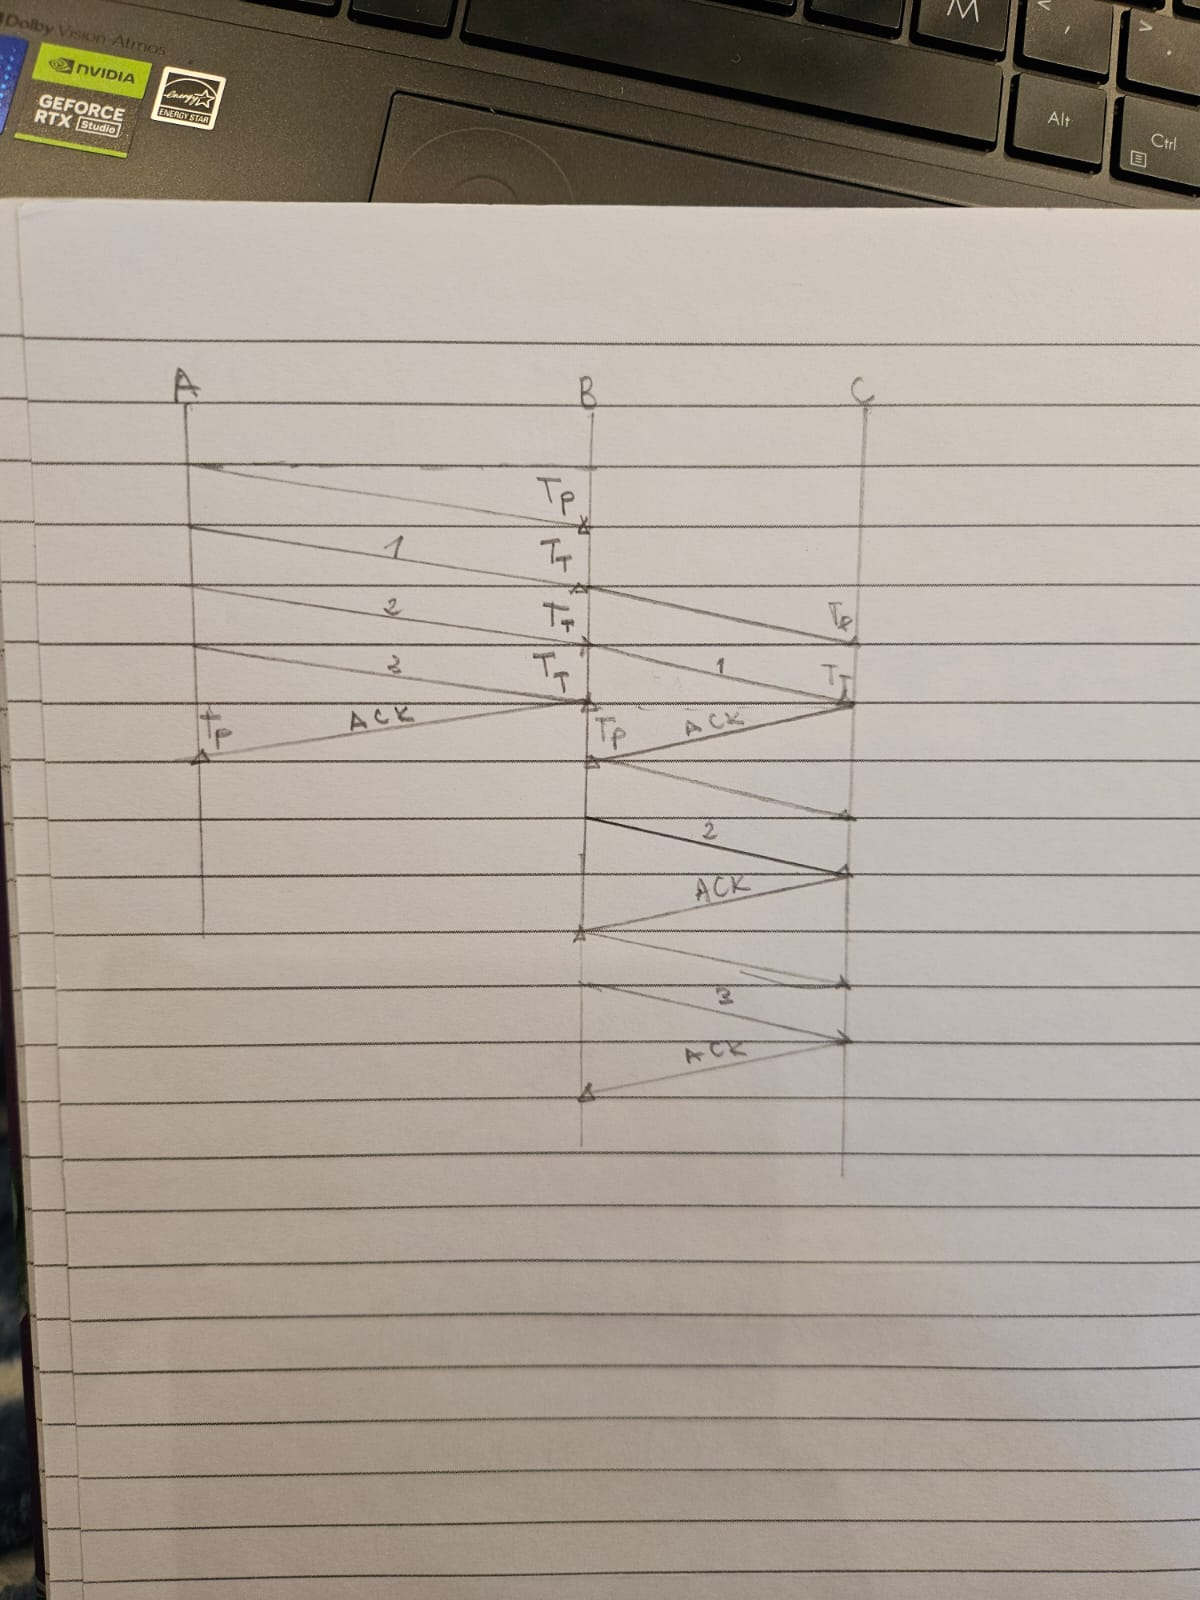 Dolby Vision·Atmos
NVIDIA
GEFORCE
RTX Studio
energy
ENERGY STAR
M
<
,
>
.
Alt
Ctrl
A B C
TP
1 TT
2 TT TP
3 TT 1 TT
TP ACK TP ACK
2
ACK
3
ACK